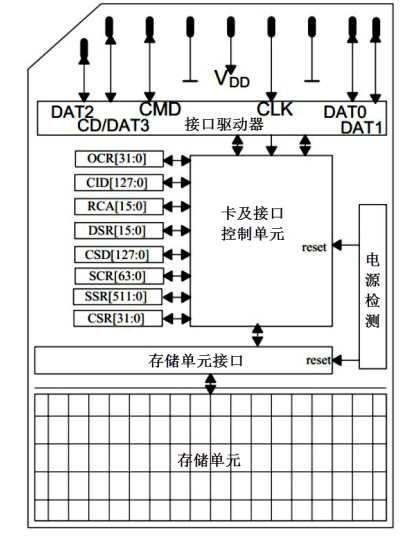 VDD
DAT2
CMD
CLK
DAT0
CD/DAT3
接口驱动器
DAT1
OCR[31:0]
CID[127:0]
RCA[15:0]
DSR[15:0]
CSD[127:0]
SCR[63:0]
SSR[511:0]
CSR[31:0]
卡及接口
控制单元
reset
电
源
检
测
存储单元接口
reset
存储单元